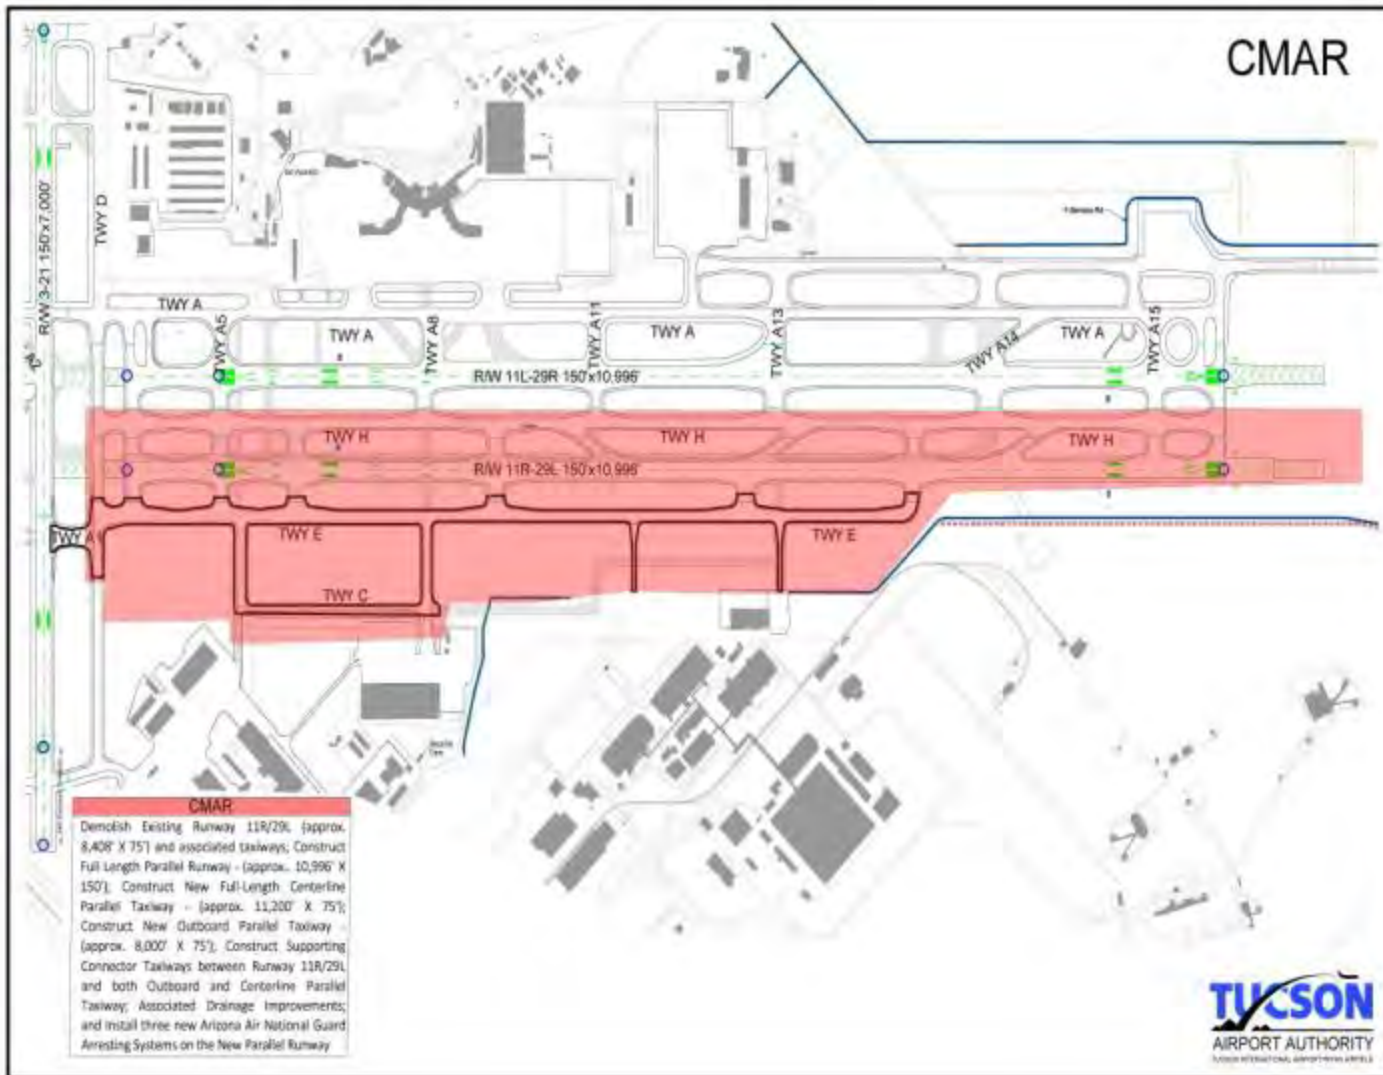 CMAR
R/W 3-21 150'x7,000'
TWY D
TWY A
TWY A5
TWY A
TWY A8
TWY A11
TWY A
TWY A13
TWY A14
TWY A
TWY A15
R/W 11L-29R 150'x10,996'
TWY H
TWY H
TWY H
R/W 11R-29L 150'x10,996'
TWY E
TWY E
TWY C
CMAR
Demolish Existing Runway 11R/29L (approx.
8,408' X 75') and associated taxiways; Construct
Full Length Parallel Runway - (approx.. 10,996' X
150'); Construct New Full-Length Centerline
Parallel Taxiway - (approx. 11,200' X 75');
Construct New Outboard Parallel Taxiway -
(approx. 8,000' X 75'); Construct Supporting
Connector Taxiways between Runway 11R/29L
and both Outboard and Centerline Parallel
Taxiway; Associated Drainage Improvements;
and Install three new Arizona Air National Guard
Arresting Systems on the New Parallel Runway
TUCSON
AIRPORT AUTHORITY